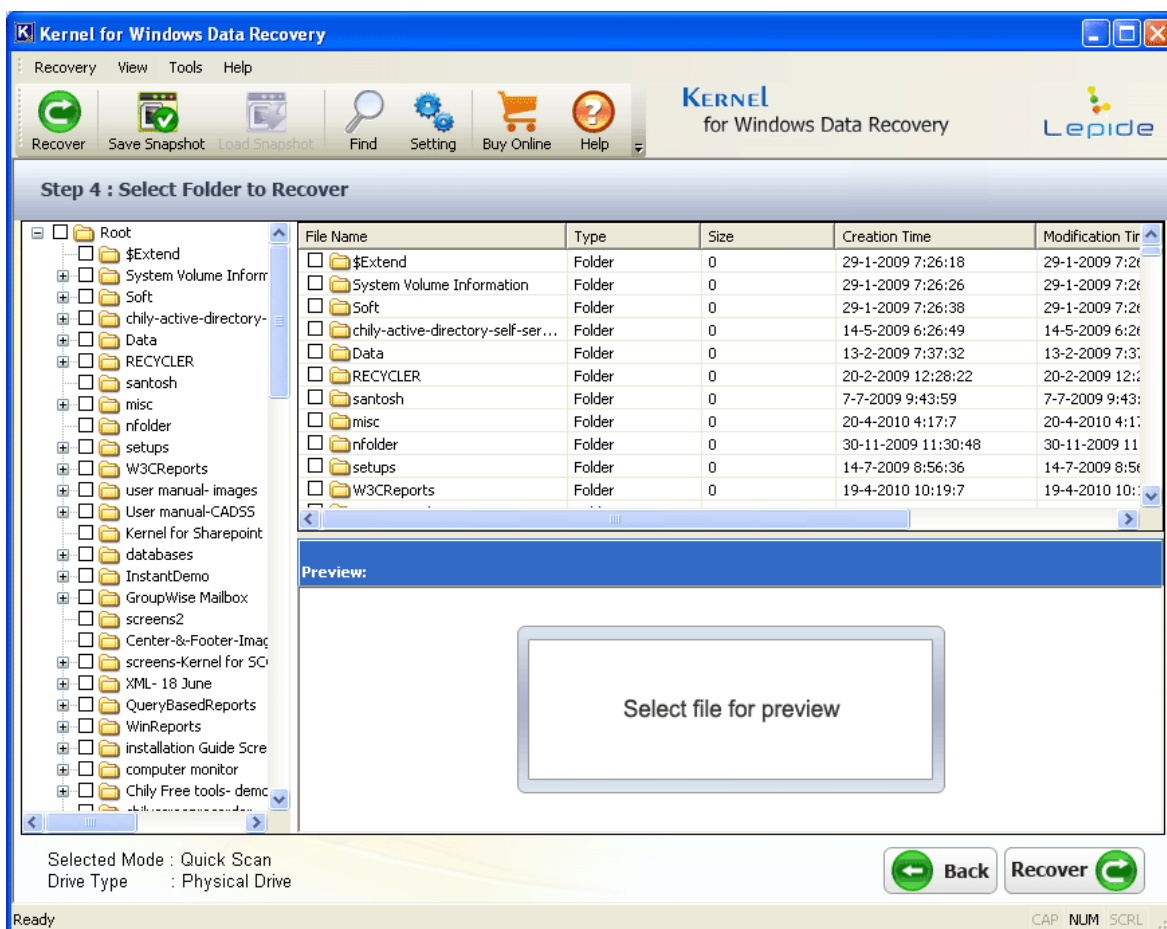 Kernel for Windows Data Recovery
Recovery View Tools Help
Recover Save Snapshot Load Snapshot Find Setting Buy Online Help
KERNEL
for Windows Data Recovery
Lepide
Step 4 : Select Folder to Recover
Root
$Extend
System Volume Inform
Soft
chily-active-directory-
Data
RECYCLER
santosh
misc
nfolder
setups
W3CReports
user manual- images
User manual-CADSS
Kernel for Sharepoint
databases
InstantDemo
GroupWise Mailbox
screens2
Center-&-Footer-Imag
screens-Kernel for SC
XML- 18 June
QueryBasedReports
WinReports
installation Guide Scre
computer monitor
Chily Free tools- demo
File Name Type Size Creation Time Modification Tir
$Extend Folder 0 29-1-2009 7:26:18 29-1-2009 7:26
System Volume Information Folder 0 29-1-2009 7:26:26 29-1-2009 7:26
Soft Folder 0 29-1-2009 7:26:38 29-1-2009 7:26
chily-active-directory-self-ser... Folder 0 14-5-2009 6:26:49 14-5-2009 6:26
Data Folder 0 13-2-2009 7:37:32 13-2-2009 7:37
RECYCLER Folder 0 20-2-2009 12:28:22 20-2-2009 12:2
santosh Folder 0 7-7-2009 9:43:59 7-7-2009 9:43:
misc Folder 0 20-4-2010 4:17:7 20-4-2010 4:17
nfolder Folder 0 30-11-2009 11:30:48 30-11-2009 11
setups Folder 0 14-7-2009 8:56:36 14-7-2009 8:56
W3CReports Folder 0 19-4-2010 10:19:7 19-4-2010 10:
Preview:
Select file for preview
Selected Mode : Quick Scan
Drive Type : Physical Drive
Back Recover
Ready CAP NUM SCRL